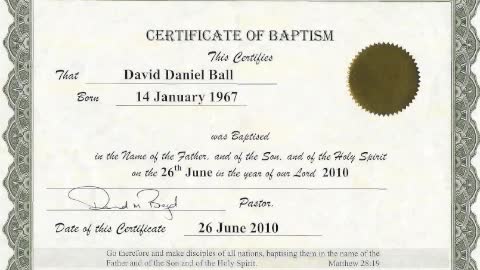 CERTIFICATE OF BAPTISM
This Certifies
That David Daniel Ball
Born 14 January 1967
was Baptised
in the Name of the Father, and of the Son, and of the Holy Spirit
on the 26th June in the year of our Lord 2010
Pastor.
Date of this Certificate 26 June 2010
Go therefore and make disciples of all nations, baptising them in the name of the
Father and of the Son and of the Holy Spirit. Matthew 28:19